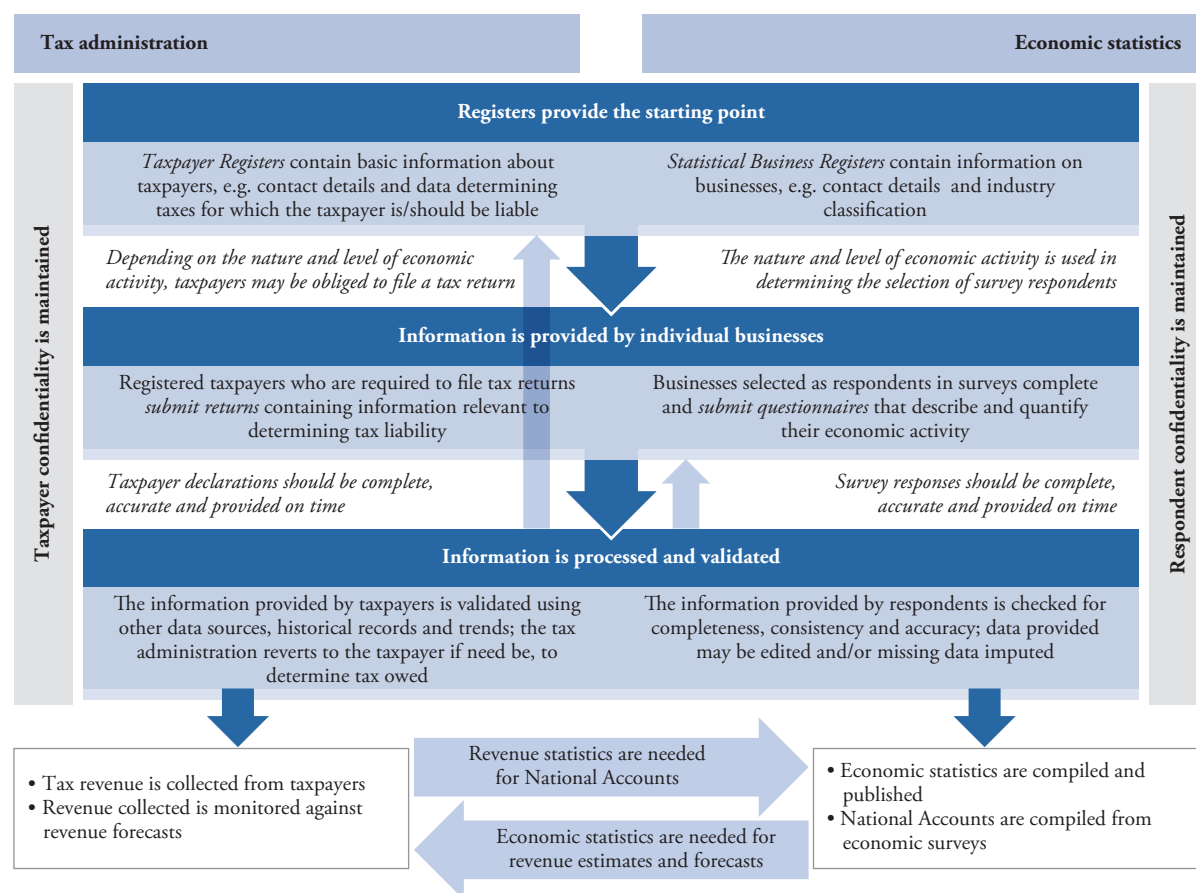 Tax administration
Economic statistics
Taxpayer confidentiality is maintained
Respondent confidentiality is maintained
Registers provide the starting point
Taxpayer Registers contain basic information about
taxpayers, e.g. contact details and data determining
taxes for which the taxpayer is/should be liable
Statistical Business Registers contain information on
businesses, e.g. contact details and industry
classification
Depending on the nature and level of economic
activity, taxpayers may be obliged to file a tax return
The nature and level of economic activity is used in
determining the selection of survey respondents
Information is provided by individual businesses
Registered taxpayers who are required to file tax returns
submit returns containing information relevant to
determining tax liability
Businesses selected as respondents in surveys complete
and submit questionnaires that describe and quantify
their economic activity
Taxpayer declarations should be complete,
accurate and provided on time
Survey responses should be complete,
accurate and provided on time
Information is processed and validated
The information provided by taxpayers is validated using
other data sources, historical records and trends; the tax
administration reverts to the taxpayer if need be, to
determine tax owed
The information provided by respondents is checked for
completeness, consistency and accuracy; data provided
may be edited and/or missing data imputed
• Tax revenue is collected from taxpayers
• Revenue collected is monitored against
revenue forecasts
Revenue statistics are needed
for National Accounts
Economic statistics are needed for
revenue estimates and forecasts
• Economic statistics are compiled and
published
• National Accounts are compiled from
economic surveys